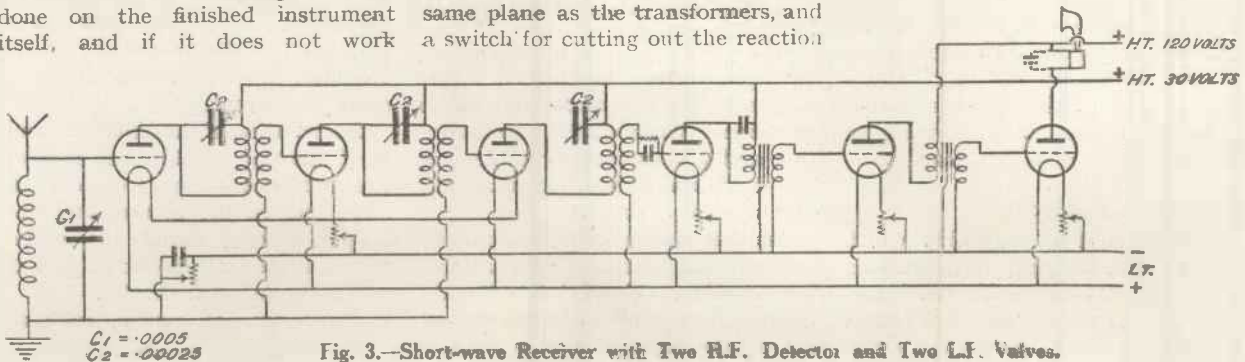 done on the finished instrument
itself, and if it does not work
same plane as the transformers, and
a switch for cutting out the reaction
+ HT. 120 VOLTS
+ HT. 30 VOLTS
C2
C2
C2
C1
-
LT.
+
C1 = .0005
C2 = .00025
Fig. 3.—Short-wave Receiver with Two H.F. Detector and Two L.F. Valves.